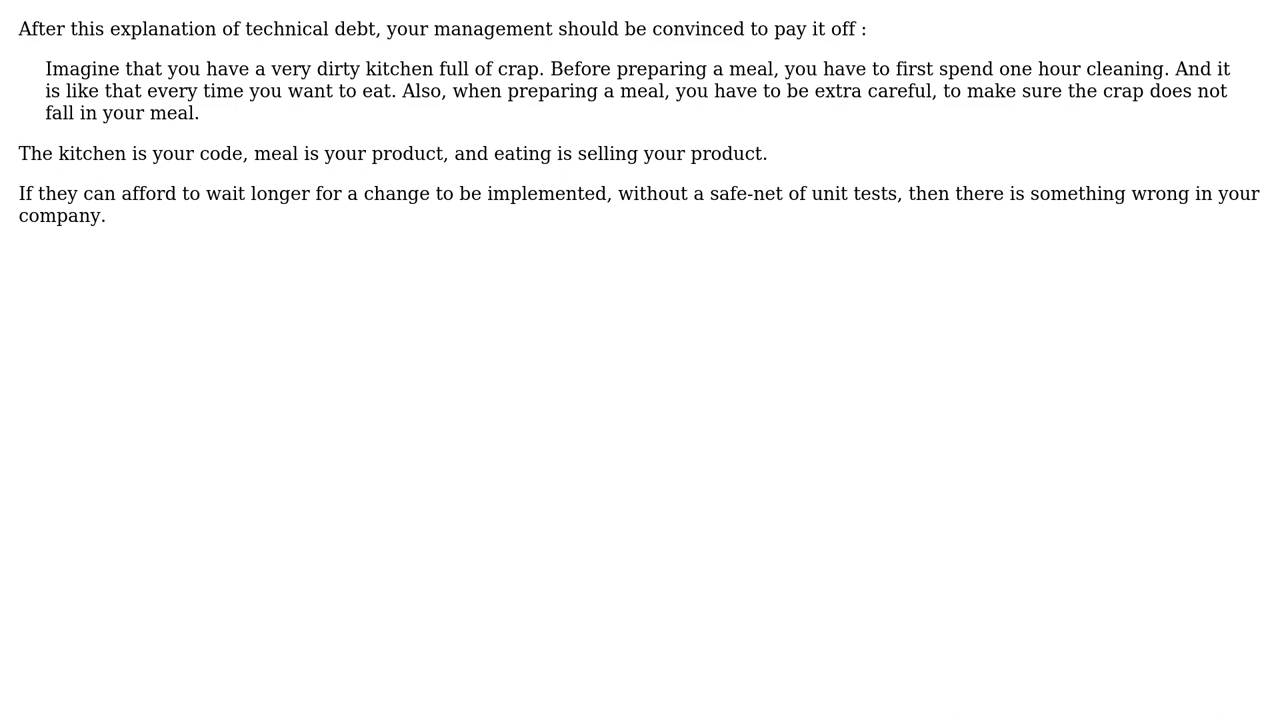 After this explanation of technical debt, your management should be convinced to pay it off :
Imagine that you have a very dirty kitchen full of crap. Before preparing a meal, you have to first spend one hour cleaning. And it
is like that every time you want to eat. Also, when preparing a meal, you have to be extra careful, to make sure the crap does not
fall in your meal.
The kitchen is your code, meal is your product, and eating is selling your product.
If they can afford to wait longer for a change to be implemented, without a safe-net of unit tests, then there is something wrong in your
company.